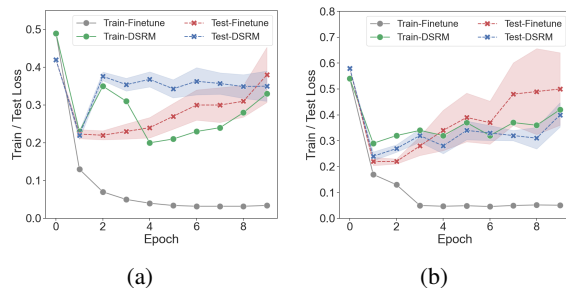 Train-Finetune Test-Finetune
Train-DSRM Test-DSRM
Train / Test Loss
0.5
0.4
0.3
0.2
0.1
0.0
0 2 4 6 8
Epoch
(a)
Train-Finetune Test-Finetune
Train-DSRM Test-DSRM
Train / Test Loss
0.8
0.7
0.6
0.5
0.4
0.3
0.2
0.1
0.0
0 2 4 6 8
Epoch
(b)